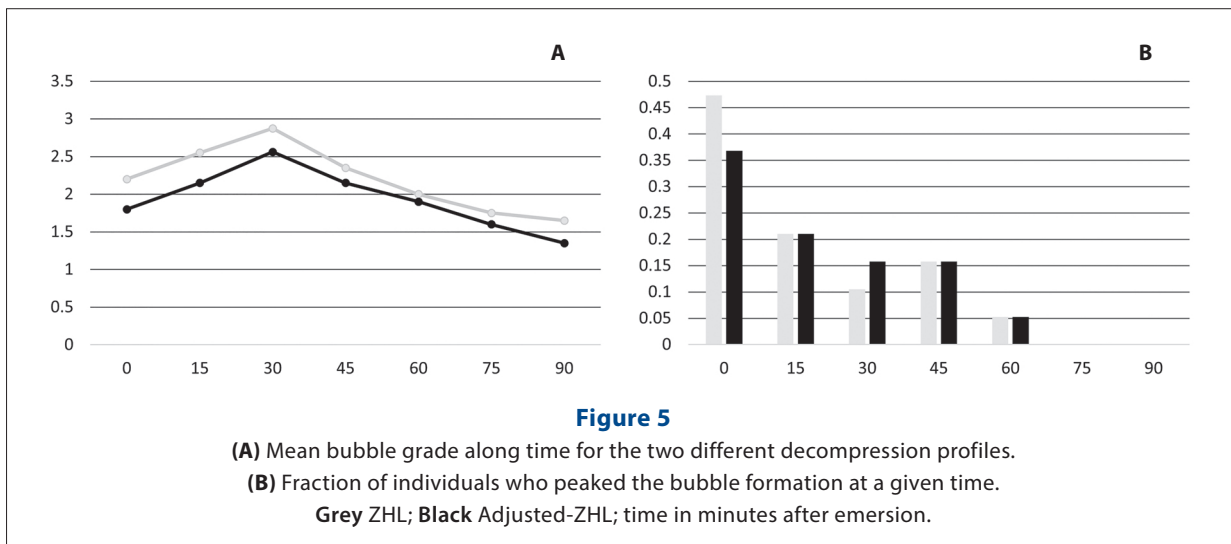 A
3.5
3
2.5
2
1.5
1
0.5
0
0 15 30 45 60 75 90
B
0.5
0.45
0.4
0.35
0.3
0.25
0.2
0.15
0.1
0.05
0
0 15 30 45 60 75 90
Figure 5
(A) Mean bubble grade along time for the two different decompression profiles.
(B) Fraction of individuals who peaked the bubble formation at a given time.
Grey ZHL; Black Adjusted-ZHL; time in minutes after emersion.